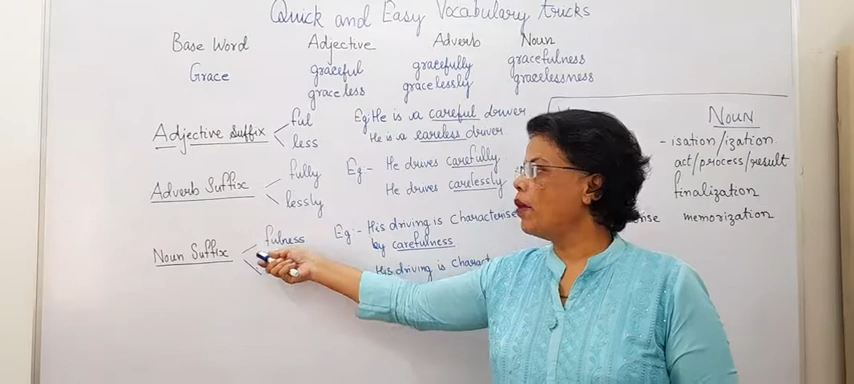 Quick and Easy Vocabulary tricks
Base Word Adjective Adverb Noun
Grace graceful gracefully gracefulness
graceless gracelessly gracelessness
Adjective Suffix ful Eg: He is a careful driver
less He is a careless driver
Adverb Suffix fully Eg:- He drives carefully
lessly He drives carelessly
Noun Suffix fulness Eg:- His driving is characterise
by carefulness
His driving is charact
Noun
- isation/ization
act/process/result
finalization
memorization